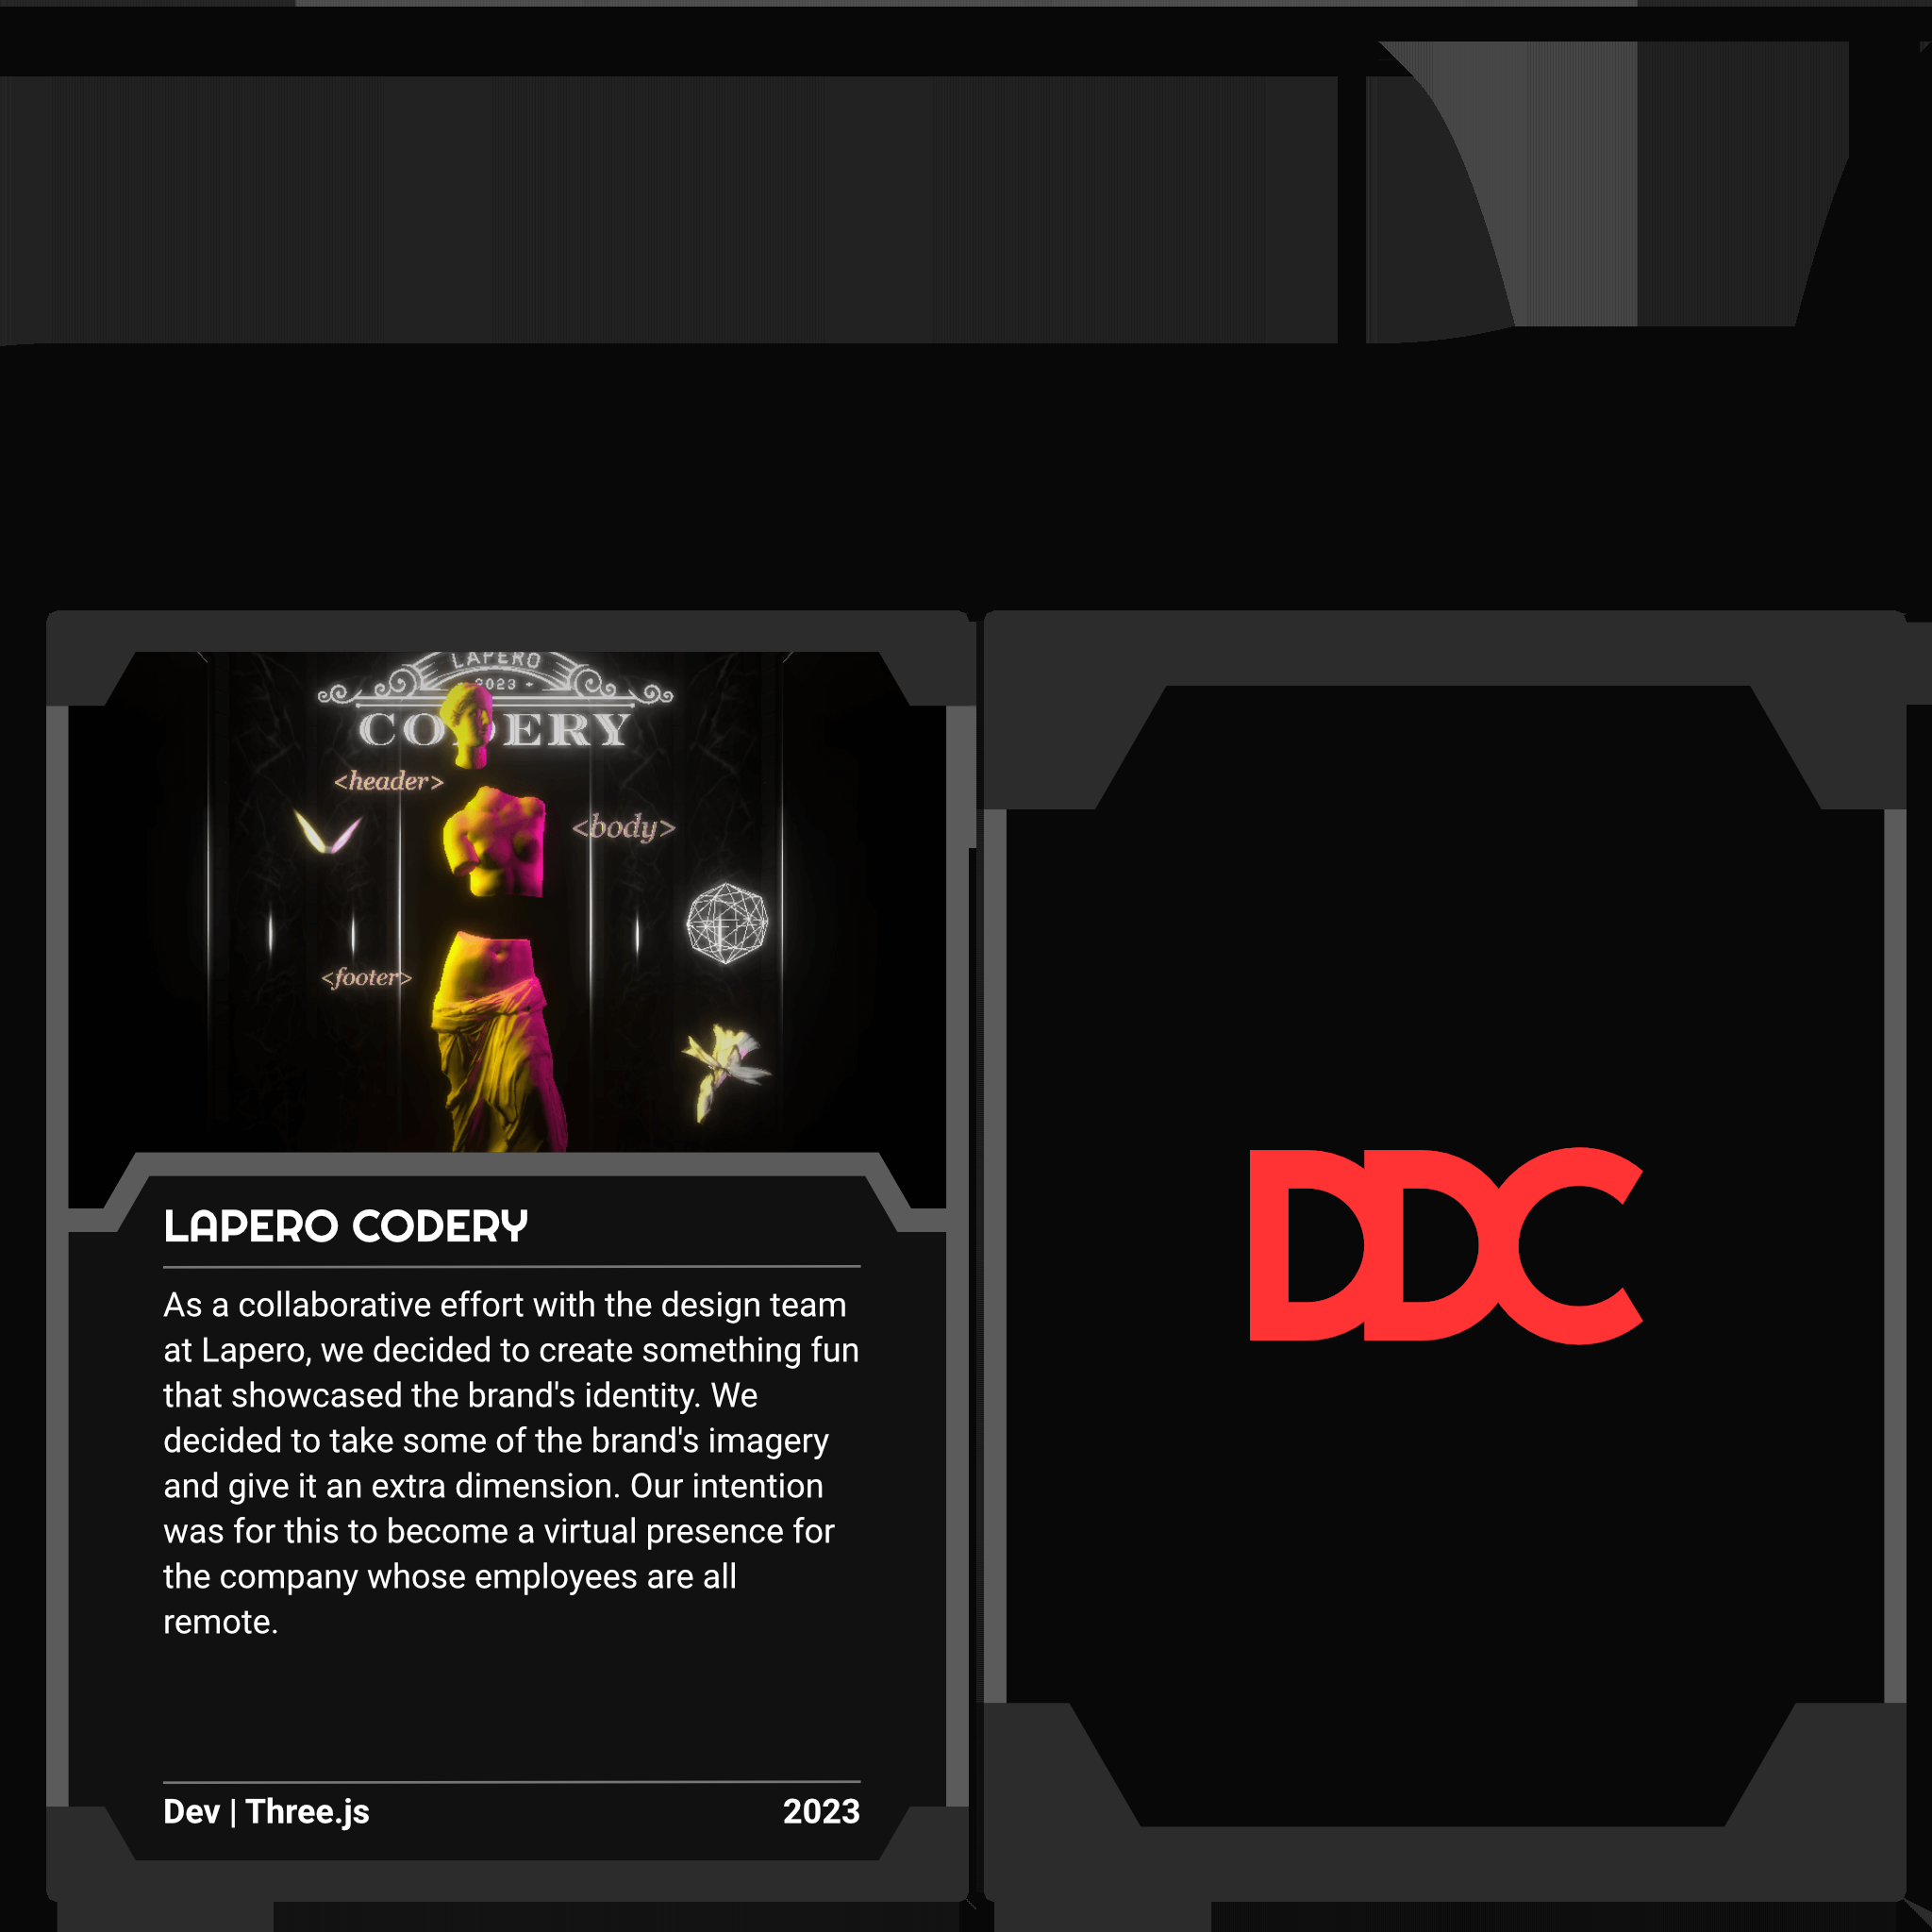 LAPERO
2023
CODERY
<header>
<body>
<footer>
LAPERO CODERY
As a collaborative effort with the design team
at Lapero, we decided to create something fun
that showcased the brand's identity. We
decided to take some of the brand's imagery
and give it an extra dimension. Our intention
was for this to become a virtual presence for
the company whose employees are all
remote.
Dev | Three.js
2023
DDC